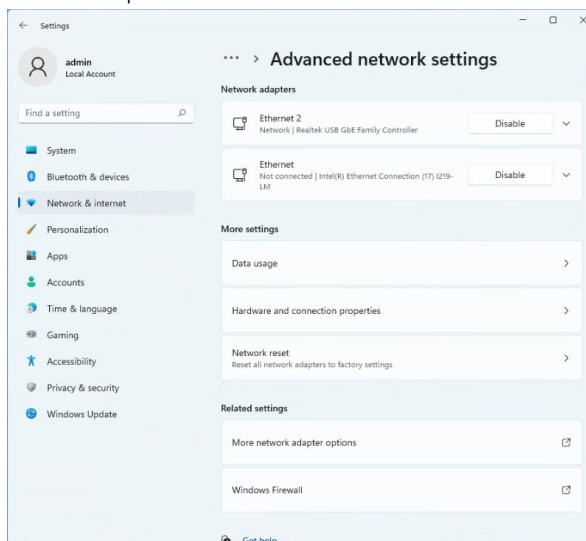 Settings
admin
Local Account
Find a setting
System
Bluetooth & devices
Network & internet
Personalization
Apps
Accounts
Time & language
Gaming
Accessibility
Privacy & security
Windows Update
··· > Advanced network settings
Network adapters
Ethernet 2
Network | Realtek USB GbE Family Controller
Disable
Ethernet
Not connected | Intel(R) Ethernet Connection (17) I219-
LM
Disable
More settings
Data usage
Hardware and connection properties
Network reset
Reset all network adapters to factory settings
Related settings
More network adapter options
Windows Firewall
Get help